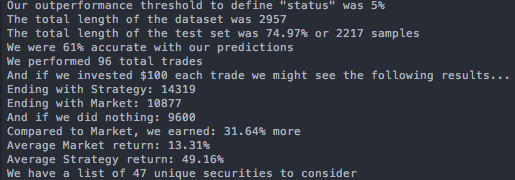 Our outperformance threshold to define "status" was 5%
The total length of the dataset was 2957
The total length of the test set was 74.97% or 2217 samples
We were 61% accurate with our predictions
We performed 96 total trades
And if we invested $100 each trade we might see the following results...
Ending with Strategy: 14319
Ending with Market: 10877
And if we did nothing: 9600
Compared to Market, we earned: 31.64% more
Average Market return: 13.31%
Average Strategy return: 49.16%
We have a list of 47 unique securities to consider